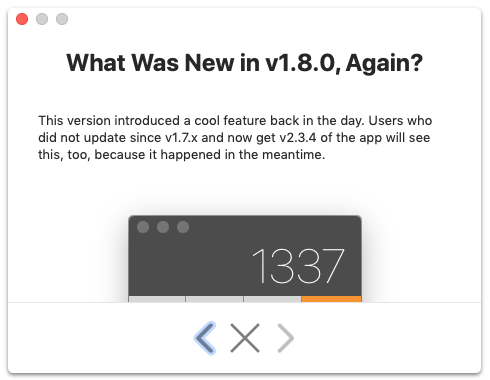 What Was New in v1.8.0, Again?
This version introduced a cool feature back in the day. Users who
did not update since v1.7.x and now get v2.3.4 of the app will see
this, too, because it happened in the meantime.
1337